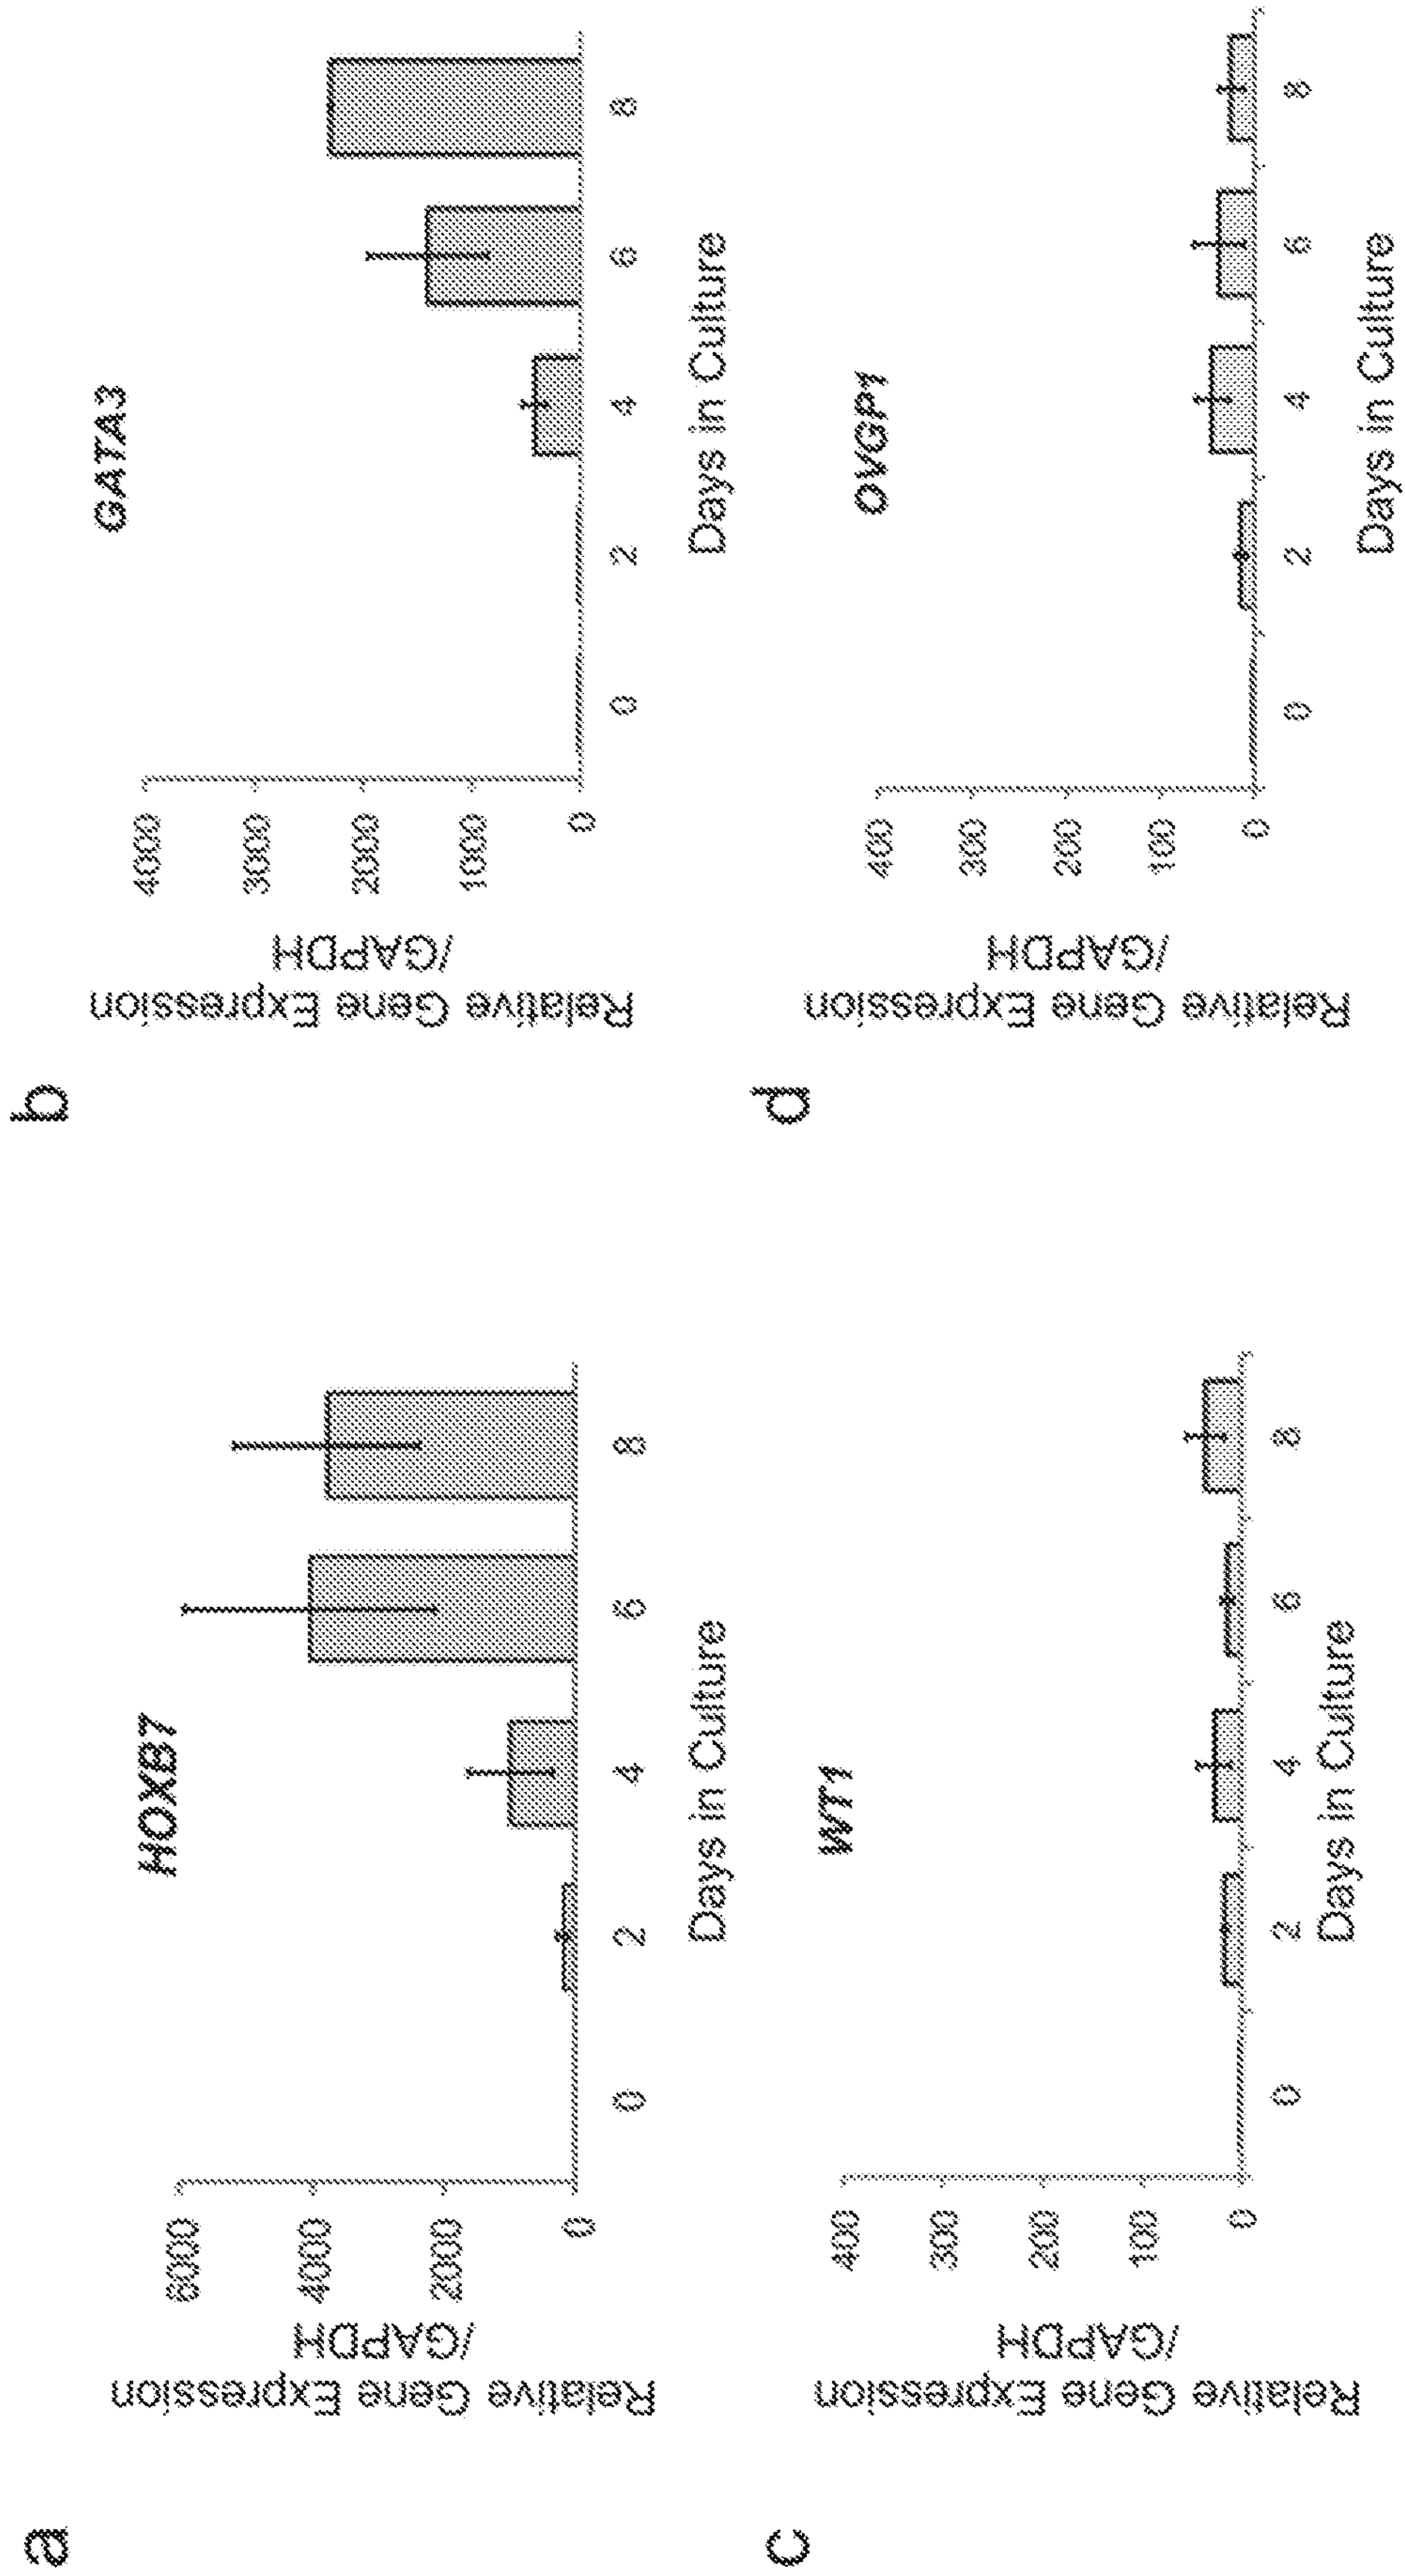 a
HOXB7
Relative Gene Expression
/GAPDH
6000
4000
2000
0
0 2 4 6 8
Days in Culture
b
GATA3
Relative Gene Expression
/GAPDH
4000
3000
2000
1000
0
0 2 4 6 8
Days in Culture
c
WT1
Relative Gene Expression
/GAPDH
400
300
200
100
0
0 2 4 6 8
Days in Culture
d
OVGP1
Relative Gene Expression
/GAPDH
400
300
200
100
0
0 2 4 6 8
Days in Culture